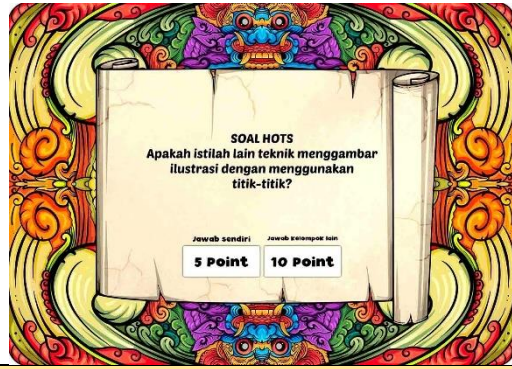 SOAL HOTS
Apakah istilah lain teknik menggambar
ilustrasi dengan menggunakan
titik-titik?
Jawab sendiri
Jawab Kelompok lain
5 Point
10 Point